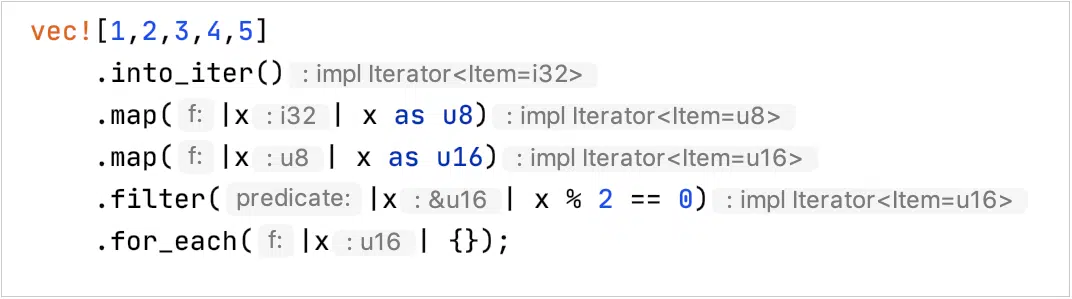 vec![1,2,3,4,5]
.into_iter() : impl Iterator<Item=i32>
.map( f: |x : i32 | x as u8) : impl Iterator<Item=u8>
.map( f: |x : u8 | x as u16) : impl Iterator<Item=u16>
.filter( predicate: |x : &u16 | x % 2 == 0) : impl Iterator<Item=u16>
.for_each( f: |x : u16 | {});